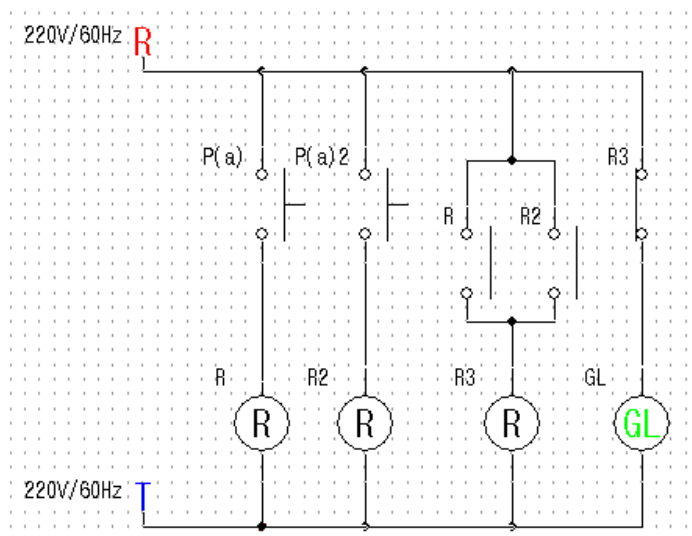 220V/60Hz R
P(a) P(a)2 R3
R R2
R R2 R3 GL
R R R GL
220V/60Hz T